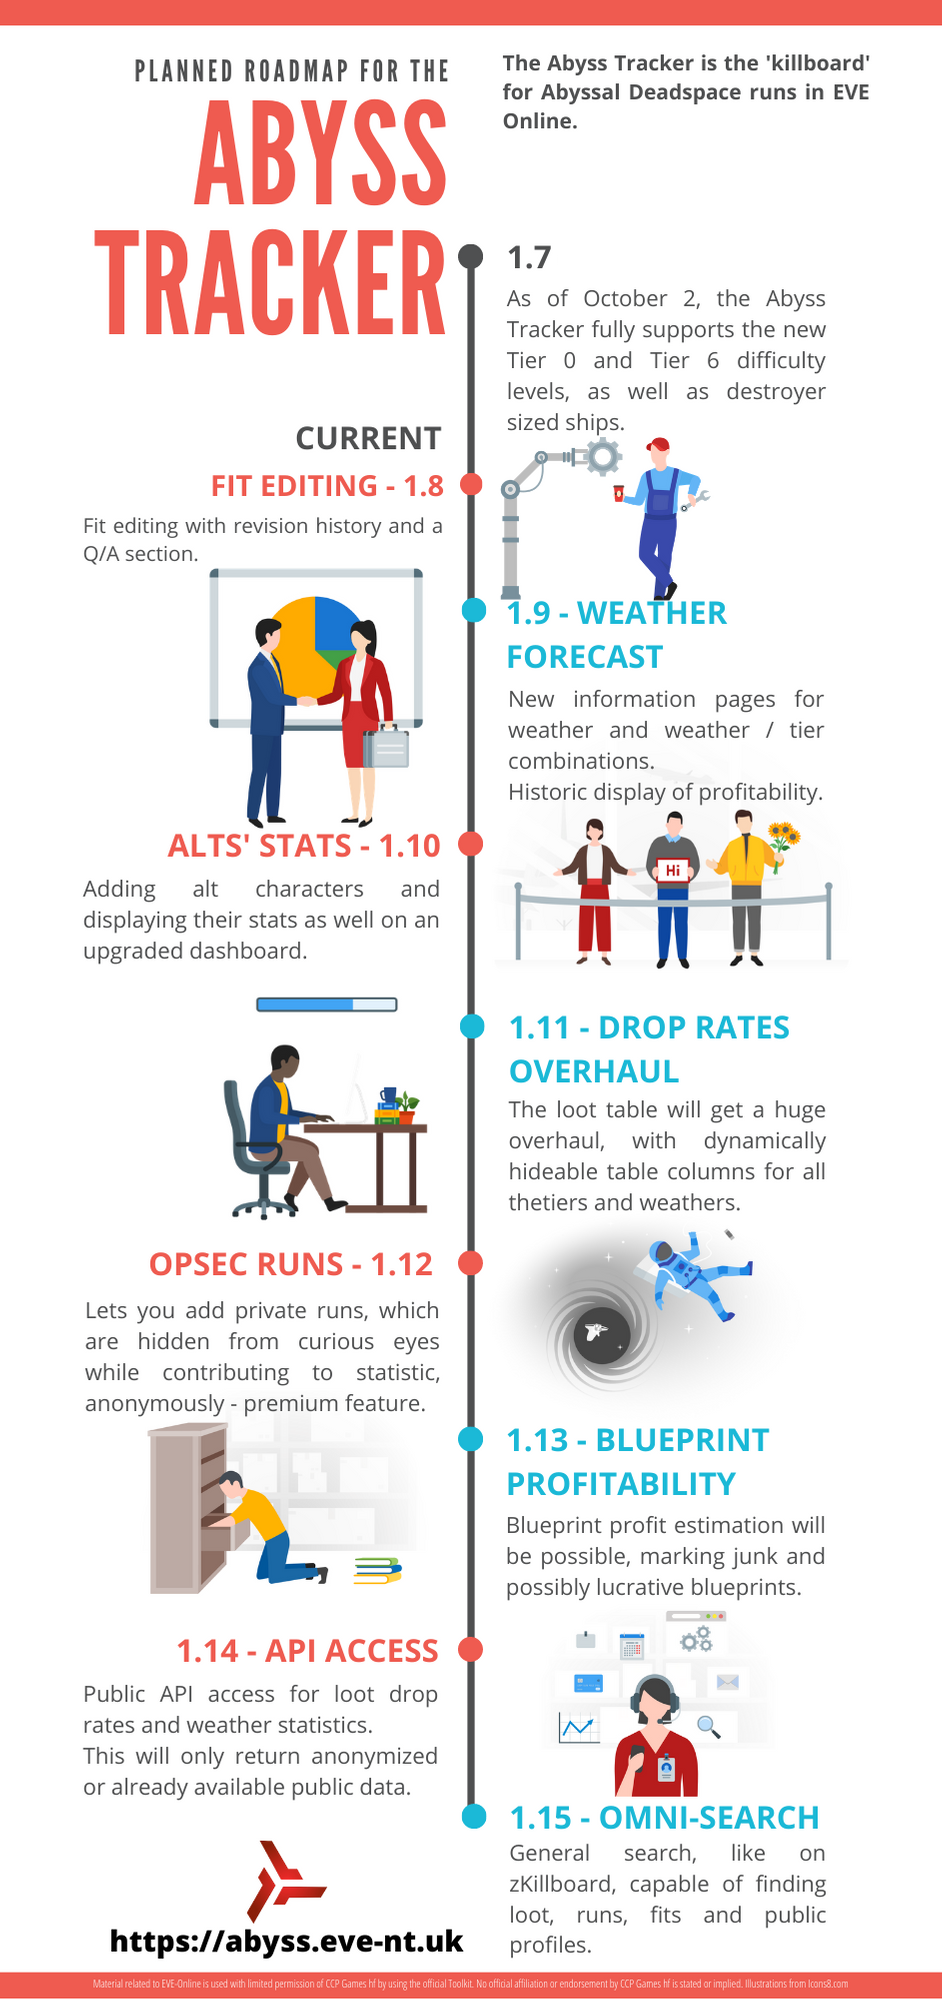 PLANNED ROADMAP FOR THE
ABYSS
TRACKER
The Abyss Tracker is the 'killboard'
for Abyssal Deadspace runs in EVE
Online.
1.7
As of October 2, the Abyss
Tracker fully supports the new
Tier 0 and Tier 6 difficulty
levels, as well as destroyer
sized ships.
CURRENT
FIT EDITING - 1.8
Fit editing with revision history and a
Q/A section.
1.9 - WEATHER
FORECAST
New information pages for
weather and weather / tier
combinations.
Historic display of profitability.
Hi
ALTS' STATS - 1.10
Adding alt characters and
displaying their stats as well on an
upgraded dashboard.
1.11 - DROP RATES
OVERHAUL
The loot table will get a huge
overhaul, with dynamically
hideable table columns for all
thetiers and weathers.
OPSEC RUNS - 1.12
Lets you add private runs, which
are hidden from curious eyes
while contributing to statistic,
anonymously - premium feature.
1.13 - BLUEPRINT
PROFITABILITY
Blueprint profit estimation will
be possible, marking junk and
possibly lucrative blueprints.
1.14 - API ACCESS
Public API access for loot drop
rates and weather statistics.
This will only return anonymized
or already available public data.
1.15 - OMNI-SEARCH
General search, like on
zKillboard, capable of finding
loot, runs, fits and public
profiles.
https://abyss.eve-nt.uk
Material related to EVE-Online is used with limited permission of CCP Games hf by using the official Toolkit. No official affiliation or endorsement by CCP Games hf is stated or implied. Illustrations from Icons8.com